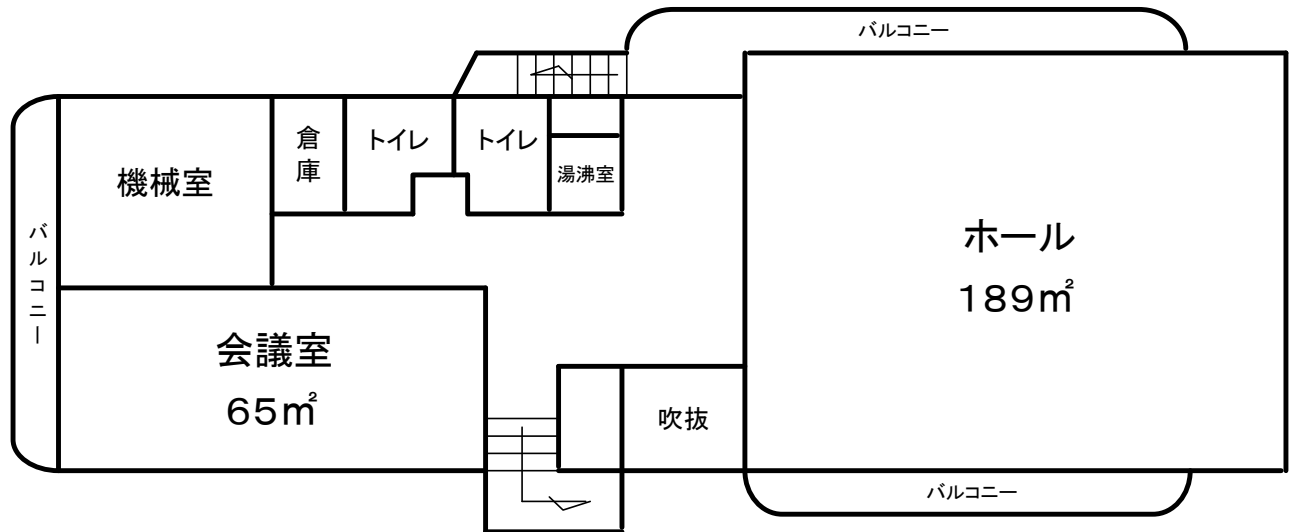 バルコニー
倉庫
トイレ
トイレ
機械室
湯沸室
バルコニー
ホール
189㎡
会議室
65㎡
吹抜
バルコニー